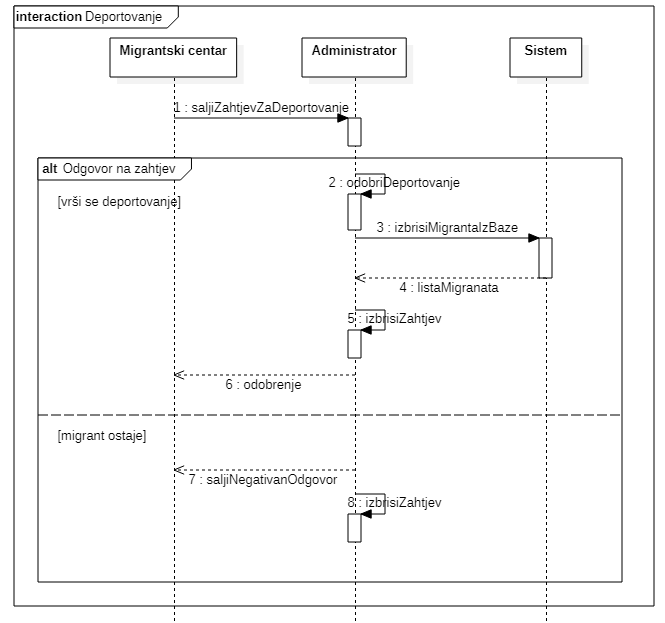 interaction Deportovanje
Migrantski centar
Administrator
Sistem
1 : saljiZahtjevZaDeportovanje
alt Odgovor na zahtjev
2 : odobriDeportovanje
[vrši se deportovanje]
3 : izbrisiMigrantaIzBaze
4 : listaMigranata
5 : izbrisiZahtjev
6 : odobrenje
[migrant ostaje]
7 : saljiNegativanOdgovor
8 : izbrisiZahtjev